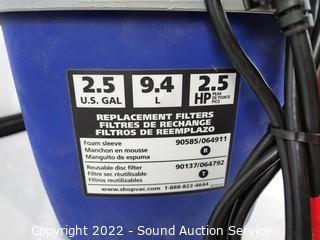 2.5 9.4 2.5
U.S. GAL L HP PEAK DE POINTE PICO
REPLACEMENT FILTERS
FILTRES DE RECHANGE
FILTROS DE REEMPLAZO
Foam sleeve 90585/064911
Manchon en mousse
Manguito de espuma R
Reusable disc filter 90137/064792
Filtre sec réutilisable
Filtros reutilizables T
www.shopvac.com 1-888-822-4644
Copyright 2022 - Sound Auction Service